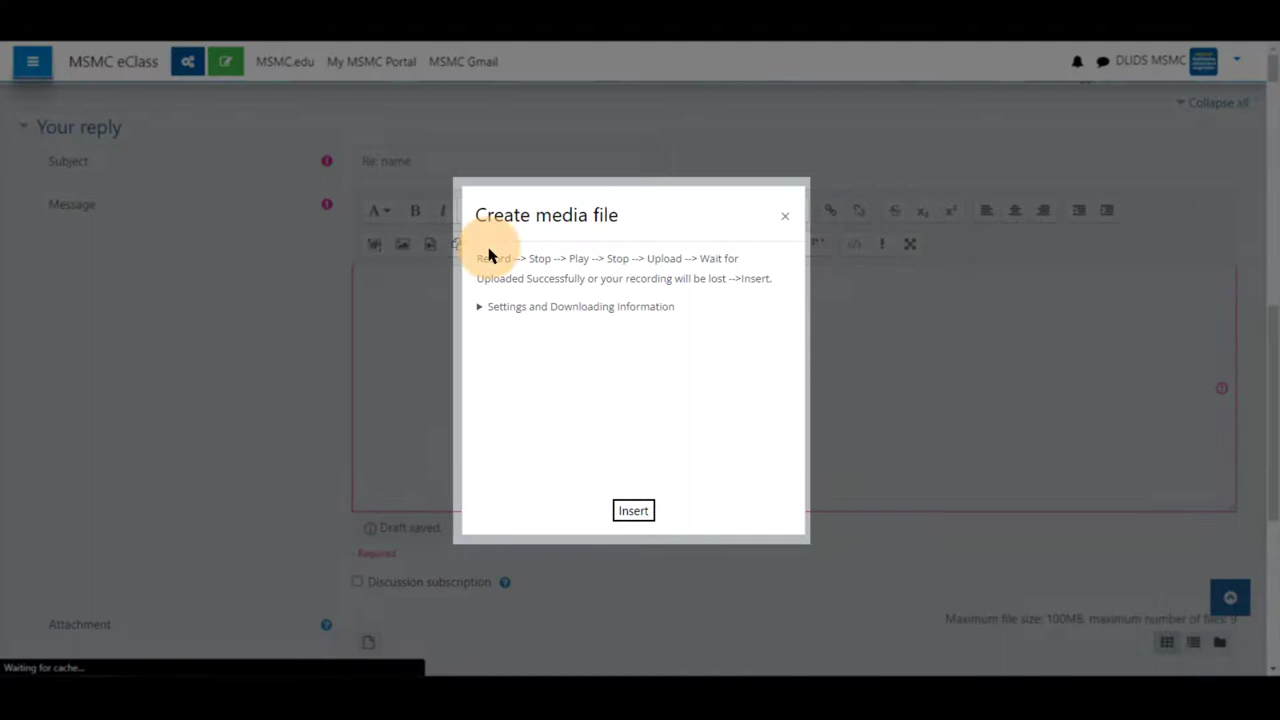 MSMC eClass
MSMC.edu
My MSMC Portal
MSMC Gmail
DLIDS MSMC
Collapse all
Your reply
Subject
Re: name
Message
A
B
I
S
x₂
x²
Create media file
×
Record --> Stop --> Play --> Stop --> Upload --> Wait for
Uploaded Successfully or your recording will be lost -->Insert.
Settings and Downloading Information
Insert
Draft saved.
Required
Discussion subscription
Maximum file size: 100MB, maximum number of files: 9
Attachment
Waiting for cache...